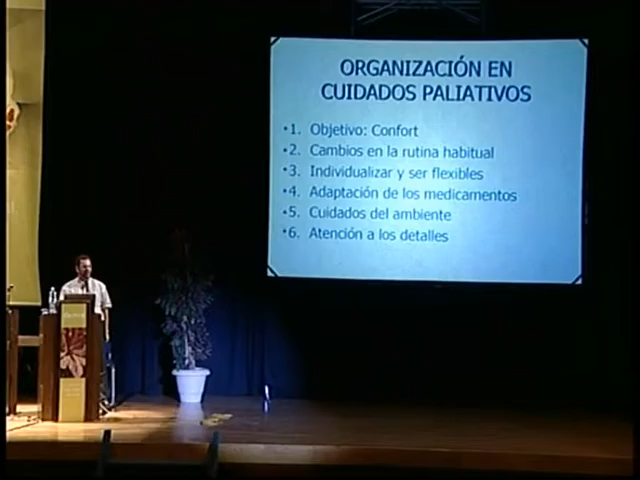 ORGANIZACIÓN EN
CUIDADOS PALIATIVOS
•1. Objetivo: Confort
•2. Cambios en la rutina habitual
•3. Individualizar y ser flexibles
•4. Adaptación de los medicamentos
•5. Cuidados del ambiente
•6. Atención a los detalles